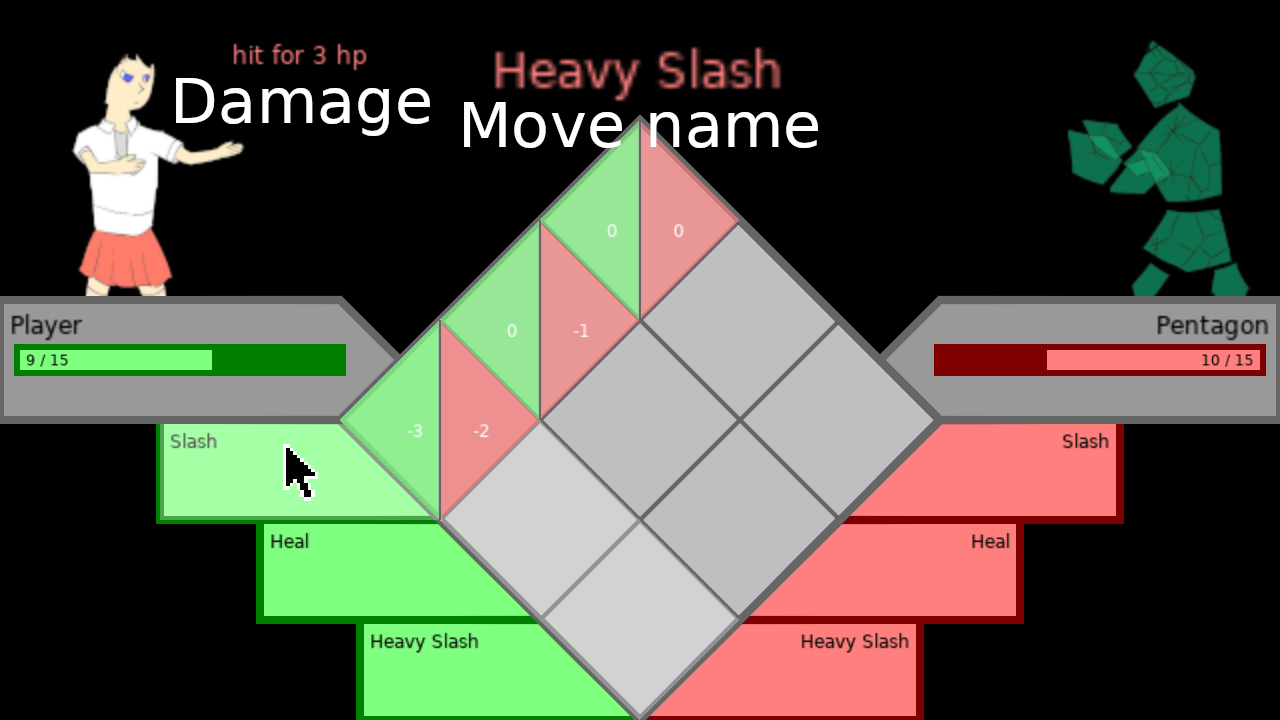 hit for 3 hp
Heavy Slash
Damage
Move name
0
0
0
-1
Player
Pentagon
9 / 15
10 / 15
-3
-2
Slash
Slash
Heal
Heal
Heavy Slash
Heavy Slash